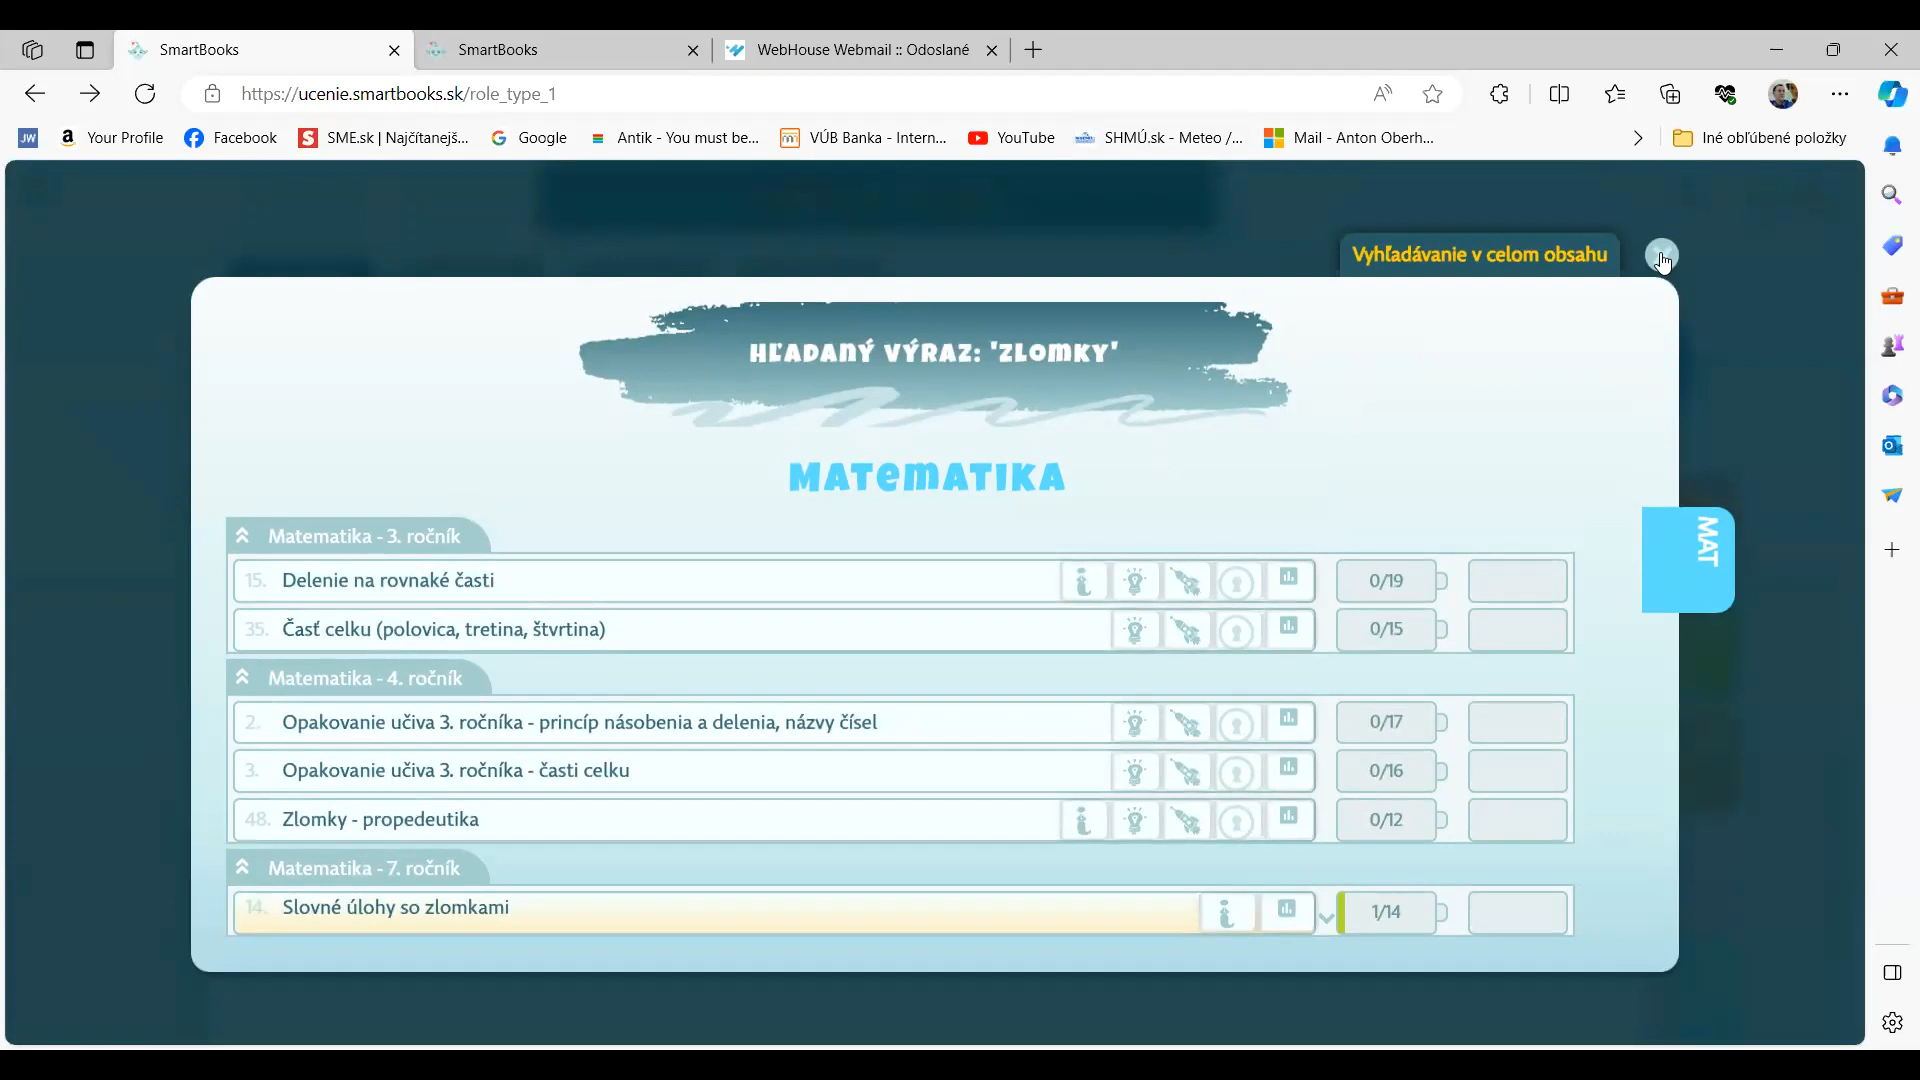 SmartBooks
SmartBooks
WebHouse Webmail :: Odoslané
https://ucenie.smartbooks.sk/role_type_1
JW
Your Profile
Facebook
SME.sk | Najčítanejš...
Google
Antik - You must be...
VÚB Banka - Intern...
YouTube
SHMÚ.sk - Meteo /...
Mail - Anton Oberh...
Iné obľúbené položky
Vyhľadávanie v celom obsahu
HĽADANÝ VÝRAZ: 'ZLOMKY'
MATEMATIKA
MAT
Matematika - 3. ročník
15. Delenie na rovnaké časti 0/19
35. Časť celku (polovica, tretina, štvrtina) 0/15
Matematika - 4. ročník
2. Opakovanie učiva 3. ročníka - princíp násobenia a delenia, názvy čísel 0/17
3. Opakovanie učiva 3. ročníka - časti celku 0/16
48. Zlomky - propedeutika 0/12
Matematika - 7. ročník
14. Slovné úlohy so zlomkami 1/14